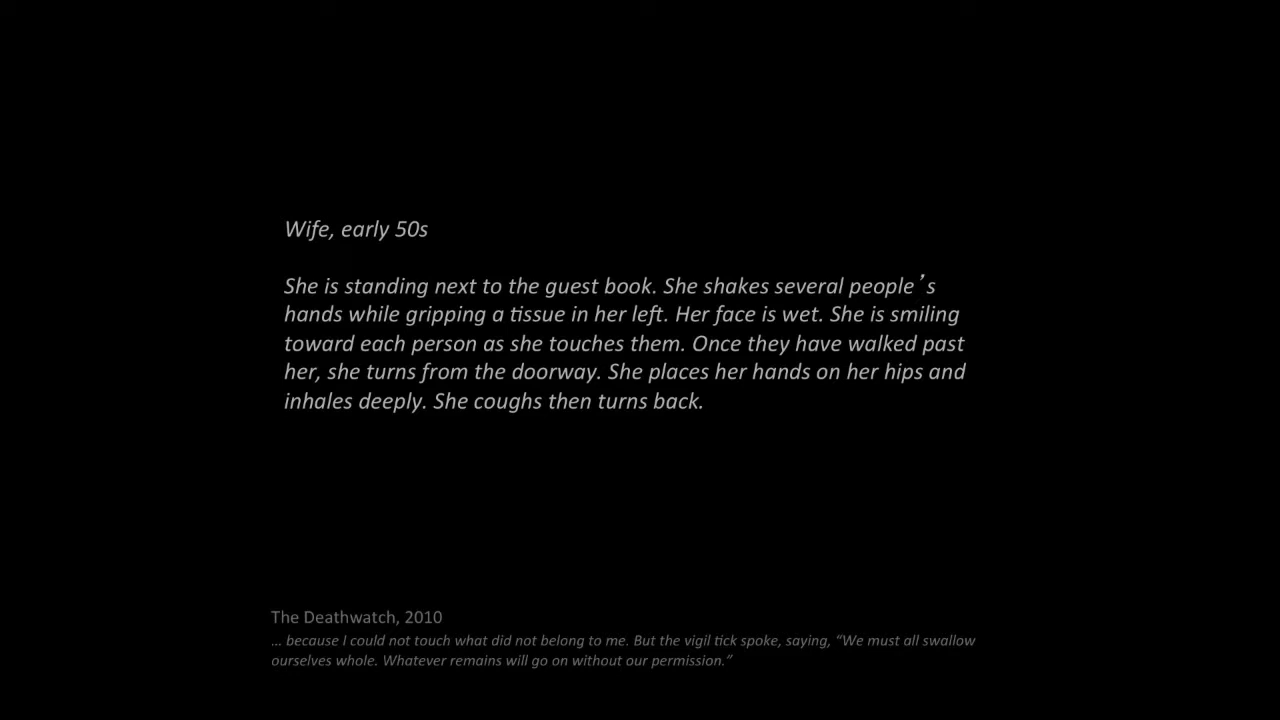 Wife, early 50s
She is standing next to the guest book. She shakes several people's
hands while gripping a tissue in her left. Her face is wet. She is smiling
toward each person as she touches them. Once they have walked past
her, she turns from the doorway. She places her hands on her hips and
inhales deeply. She coughs then turns back.
The Deathwatch, 2010
... because I could not touch what did not belong to me. But the vigil tick spoke, saying, “We must all swallow
ourselves whole. Whatever remains will go on without our permission.”